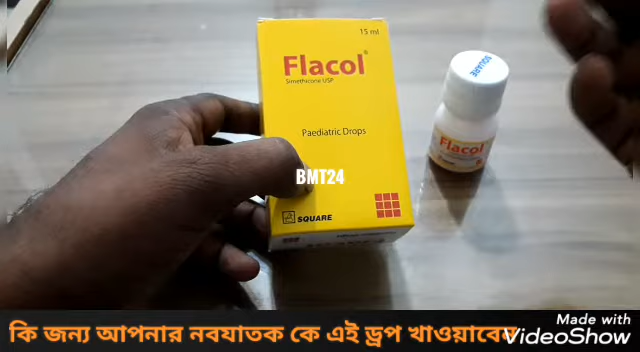 15 ml
Flacol®
Simethicone USP
Paediatric Drops
BMT24
SQUARE
SQUARE
Flacol
কি জন্য আপনার নবযাতক কে এই ড্রপ খাওয়াবেন
Made with
VideoShow